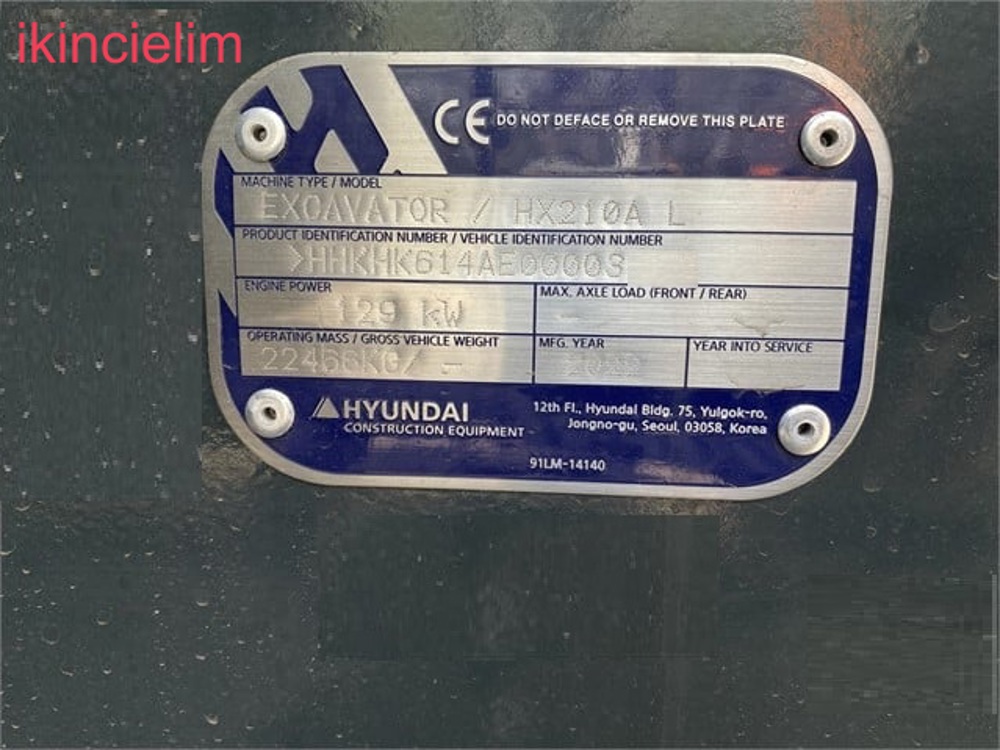 ikincielim
CE DO NOT DEFACE OR REMOVE THIS PLATE
MACHINE TYPE / MODEL
EXCAVATOR / HX210A L
PRODUCT IDENTIFICATION NUMBER / VEHICLE IDENTIFICATION NUMBER
ENGINE POWER
129 kW
MAX. AXLE LOAD (FRONT / REAR)
-
OPERATING MASS / GROSS VEHICLE WEIGHT
22466KG/ -
MFG. YEAR
YEAR INTO SERVICE
HYUNDAI
CONSTRUCTION EQUIPMENT
12th Fl., Hyundai Bldg. 75, Yulgok-ro,
Jongno-gu, Seoul, 03058, Korea
91LM-14140